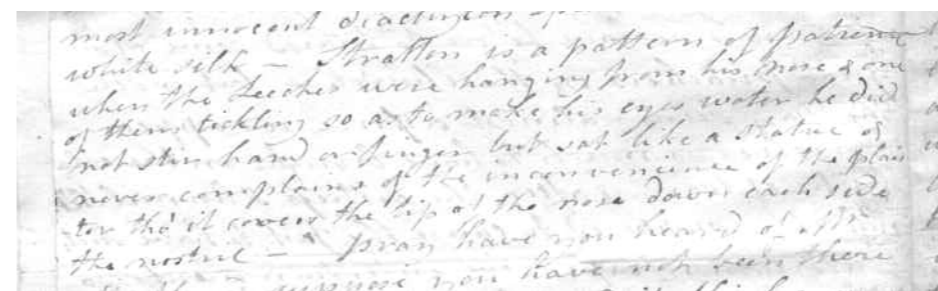 most innocent
white silk — Stratton is a pattern of patience
when the Leeches were hanging from his nose & one
of them tickling so as to make his eyes water he did
not stir hand or finger but sat like a statue &
never complains of the inconvenience of the plais
ter tho' it covers the tip of the nose down each side
the nostril — pray have you heard of
suppose you have not been there